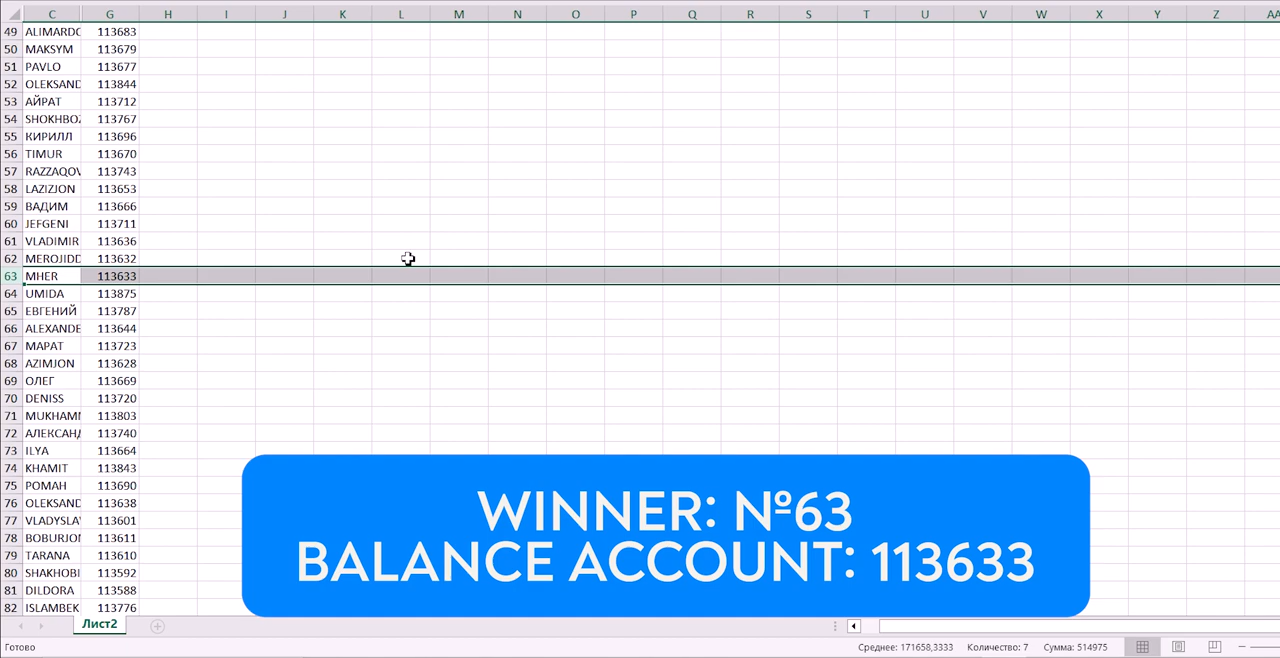 C G H I J K L M N O P Q R S T U V W X Y Z AA
49 ALIMARDO 113683
50 MAKSYM 113679
51 PAVLO 113677
52 OLEKSAND 113844
53 АЙРАТ 113712
54 SHOKHBOZ 113767
55 КИРИЛЛ 113696
56 TIMUR 113670
57 RAZZAQOV 113743
58 LAZIZJON 113653
59 ВАДИМ 113666
60 JEFGENI 113711
61 VLADIMIR 113636
62 MEROJIDD 113632
63 MHER 113633
64 UMIDA 113875
65 ЕВГЕНИЙ 113787
66 ALEXANDE 113644
67 МАРАТ 113723
68 AZIMJON 113628
69 ОЛЕГ 113669
70 DENISS 113720
71 MUKHAMM 113803
72 АЛЕКСАНД 113740
73 ILYA 113664
74 KHAMIT 113843
75 РОМАН 113690
76 OLEKSAND 113638
77 VLADYSLAV 113601
78 BOBURJON 113611
79 TARANA 113610
80 SHAKHOBI 113592
81 DILDORA 113588
82 ISLAMBEK 113776
WINNER: №63
BALANCE ACCOUNT: 113633
Лист2
Готово
Среднее: 171658,3333 Количество: 7 Сумма: 514975